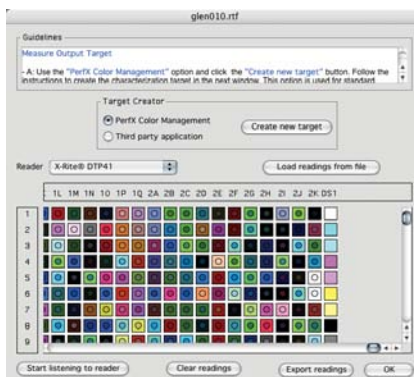 glen010.rtf
Guidelines
Measure Output Target
- A: Use the "PerfX Color Management" option and click the "Create new target" button. Follow the
instructions to create the characterization target in the next window. This option is used for standard
Target Creator
PerfX Color Management
Third party application
Create new target
Reader X-Rite® DTP41 Load readings from file
1L 1M 1N 1O 1P 1Q 2A 2B 2C 2D 2E 2F 2G 2H 2I 2J 2K DS1
1
2
3
4
5
6
7
8
9
Start listening to reader Clear readings Export readings OK